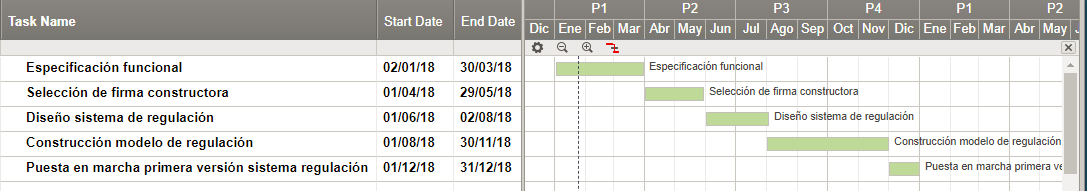 Task Name Start Date End Date P1 P2 P3 P4 P1 P2
Dic Ene Feb Mar Abr May Jun Jul Ago Sep Oct Nov Dic Ene Feb Mar Abr May
Especificación funcional 02/01/18 30/03/18 Especificación funcional
Selección de firma constructora 01/04/18 29/05/18 Selección de firma constructora
Diseño sistema de regulación 01/06/18 02/08/18 Diseño sistema de regulación
Construcción modelo de regulación 01/08/18 30/11/18 Construcción modelo de regulación
Puesta en marcha primera versión sistema regulación 01/12/18 31/12/18 Puesta en marcha primera ve